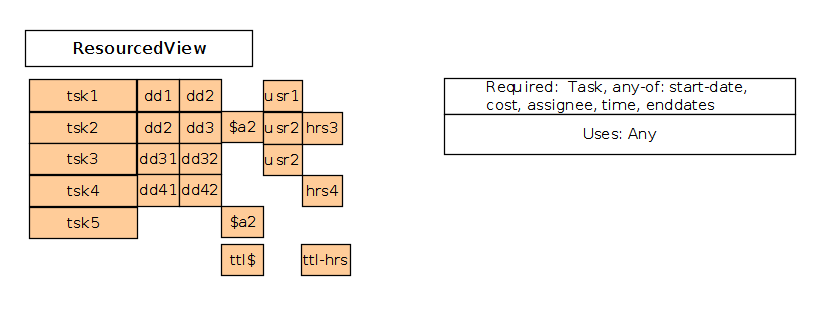 ResourcedView
tsk1 dd1 dd2 usr1
tsk2 dd2 dd3 $a2 usr2 hrs3
tsk3 dd31 dd32 usr2
tsk4 dd41 dd42 hrs4
tsk5 $a2
ttl$ ttl-hrs
Required: Task, any-of: start-date,
cost, assignee, time, enddates
Uses: Any